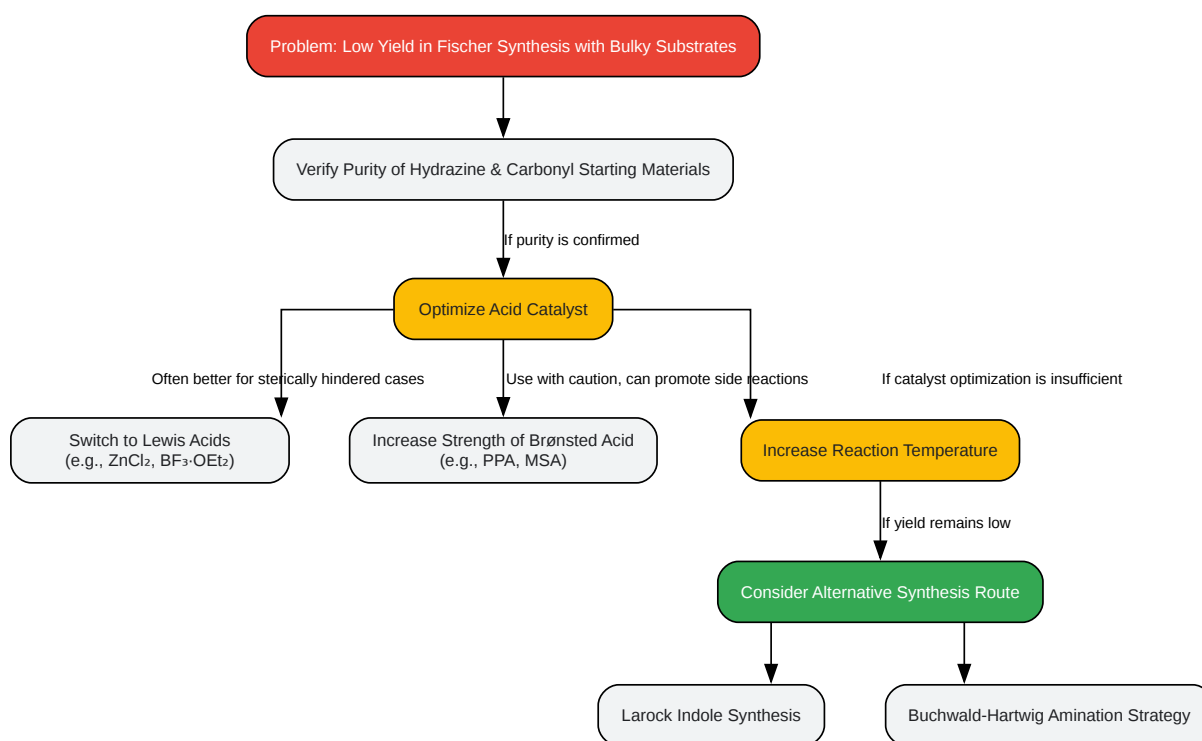 Problem: Low Yield in Fischer Synthesis with Bulky Substrates
Verify Purity of Hydrazine & Carbonyl Starting Materials
If purity is confirmed
Optimize Acid Catalyst
Often better for sterically hindered cases
Use with caution, can promote side reactions
If catalyst optimization is insufficient
Switch to Lewis Acids
(e.g., ZnCl₂, BF₃·OEt₂)
Increase Strength of Brønsted Acid
(e.g., PPA, MSA)
Increase Reaction Temperature
If yield remains low
Consider Alternative Synthesis Route
Larock Indole Synthesis
Buchwald-Hartwig Amination Strategy